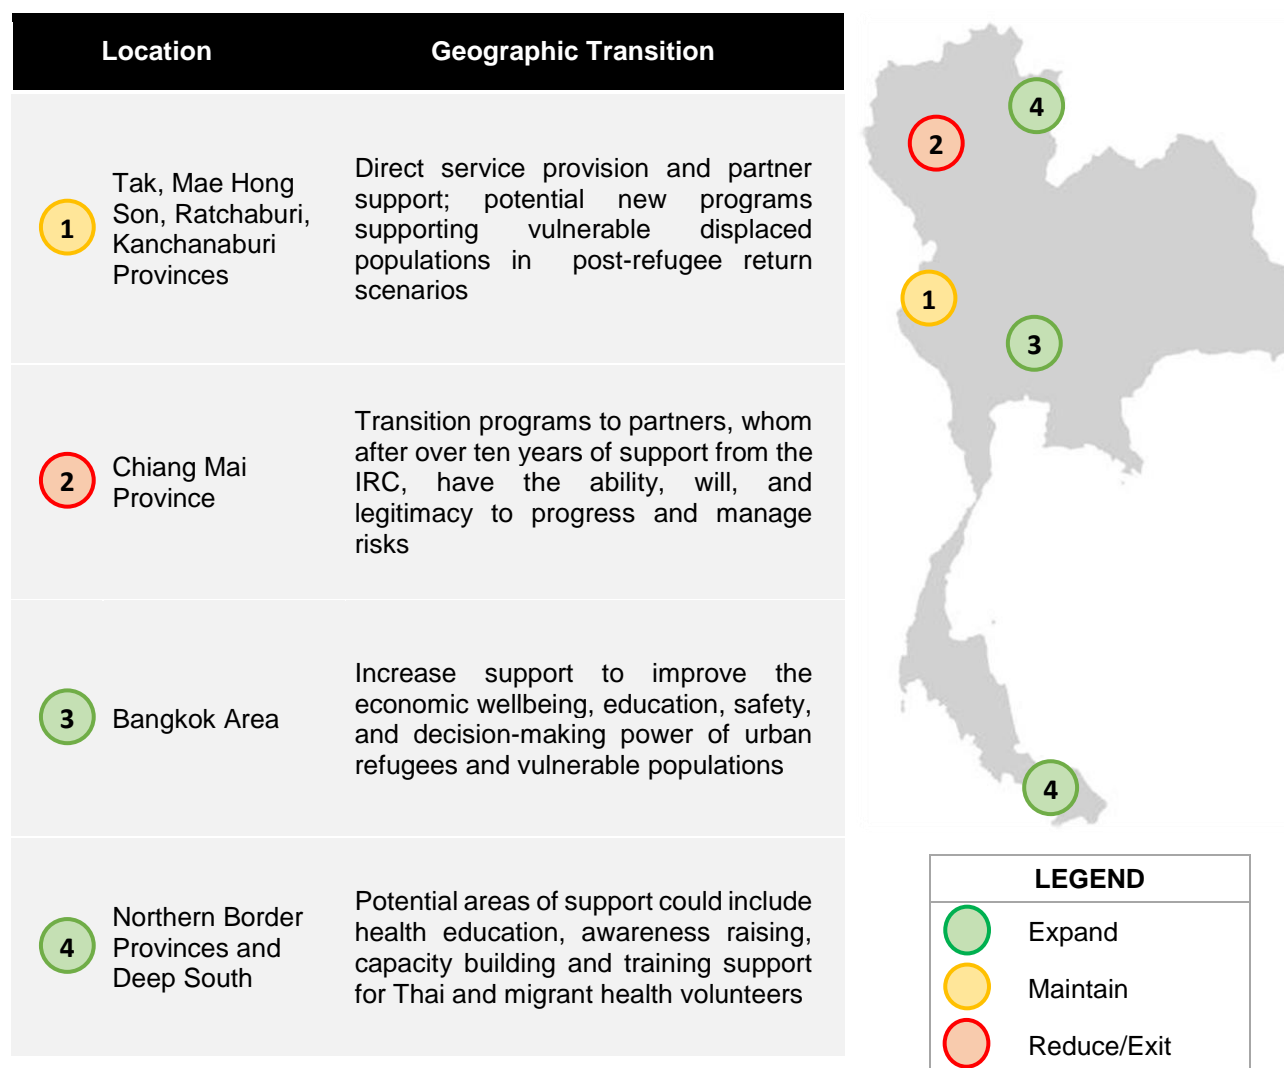 Location Geographic Transition
1
Tak, Mae Hong
Son, Ratchaburi,
Kanchanaburi
Provinces
Direct service provision and partner
support; potential new programs
supporting vulnerable displaced
populations in post-refugee return
scenarios
2
Chiang Mai
Province
Transition programs to partners, whom
after over ten years of support from the
IRC, have the ability, will, and
legitimacy to progress and manage
risks
3
Bangkok Area
Increase support to improve the
economic wellbeing, education, safety,
and decision-making power of urban
refugees and vulnerable populations
4
Northern Border
Provinces and
Deep South
Potential areas of support could include
health education, awareness raising,
capacity building and training support
for Thai and migrant health volunteers
4
2
1
3
4
LEGEND
Expand
Maintain
Reduce/Exit